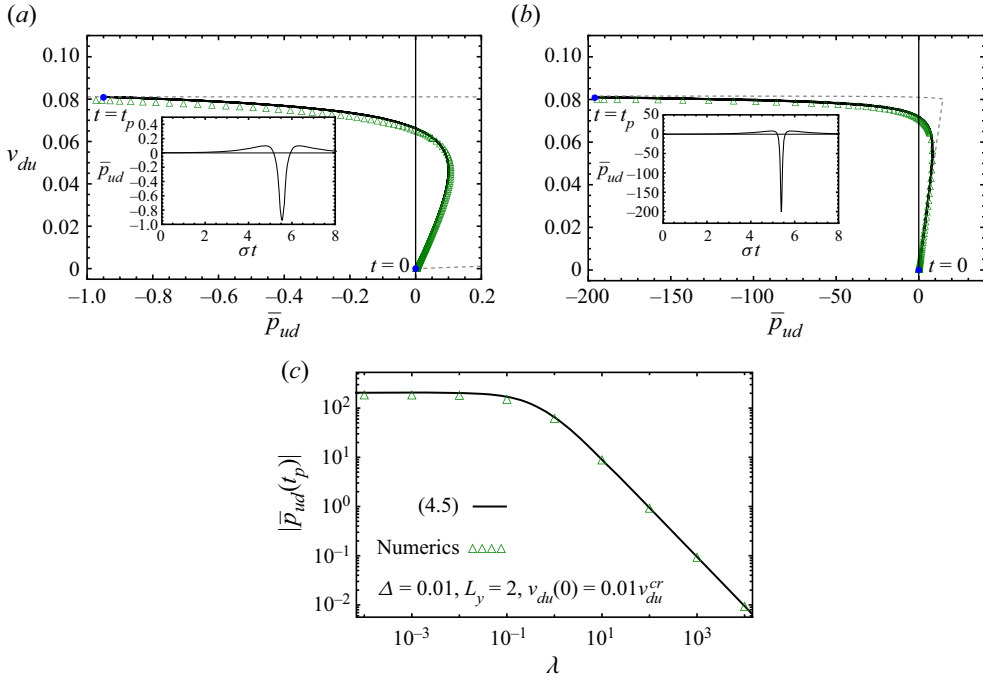 (a)
(b)
0.10
0.08
0.06
0.04
0.02
0
v_du
t = t_p
0.4
0.2
0
−0.2
−0.4
−0.6
−0.8
−1.0
p̅_ud
0 2 4 6 8
σt
t = 0
−1.0 −0.8 −0.6 −0.4 −0.2 0 0.2
p̅_ud
0.10
0.08
0.06
0.04
0.02
0
t = t_p
50
0
−50
−100
−150
−200
p̅_ud
0 2 4 6 8
σt
t = 0
−200 −150 −100 −50 0
p̅_ud
(c)
10^2
10^1
10^0
10^−1
10^−2
|p̅_ud(t_p)|
(4.5)
Numerics
Δ = 0.01, L_y = 2, v_du(0) = 0.01v_du^cr
10^−3 10^−1 10^1 10^3
λ